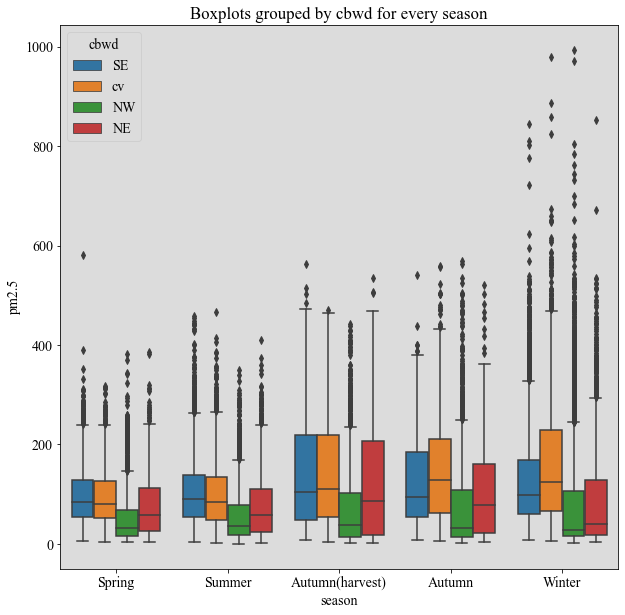 Boxplots grouped by cbwd for every season
cbwd
SE
cv
NW
NE
1000
800
600
400
200
0
pm2.5
Spring
Summer
Autumn(harvest)
Autumn
Winter
season